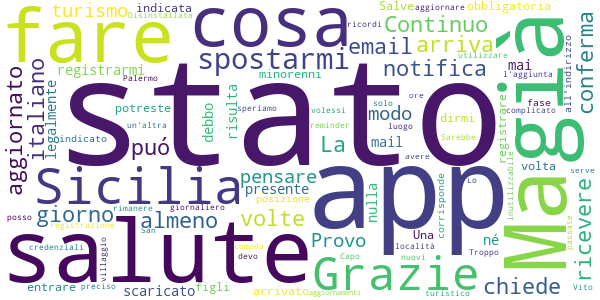 turismo
indicata
cosa
Salve
aggiornare
obbligatoria
Disinstallata
ricordi
Continuo
fare
email
arriva
utilizzare
conferma
spostarmi
l'aggiunta
registrarmi
minorenni
notifica
mai
già
all'indirizzo
legalmente
italiano
aggiornato
Palermo
potreste
speriamo
volessi
solo
ore
fase
complicato
stato
debbo
risulta
modo
dirmi
registrare
può
un'altra
reminder
luogo
Sarebbe
qindicato
La
mail
avere
volta
inutilizzabile
Sicilia
pensare
nulla
app
Ma
ricevere
serve
giorno
almeno
presente
corrisponde
né
Lo
rimanere
giornaliero
posizione
volte
Provo
Una
località
posso
registrazione
San
credenziali
devo
comoda
Capo
nuovi
Troppo
passate
salute
villaggio
Grazie
chiede
entrare
preciso
scaricato
figli
arrivato
aggiornamenti
turistico
Vito